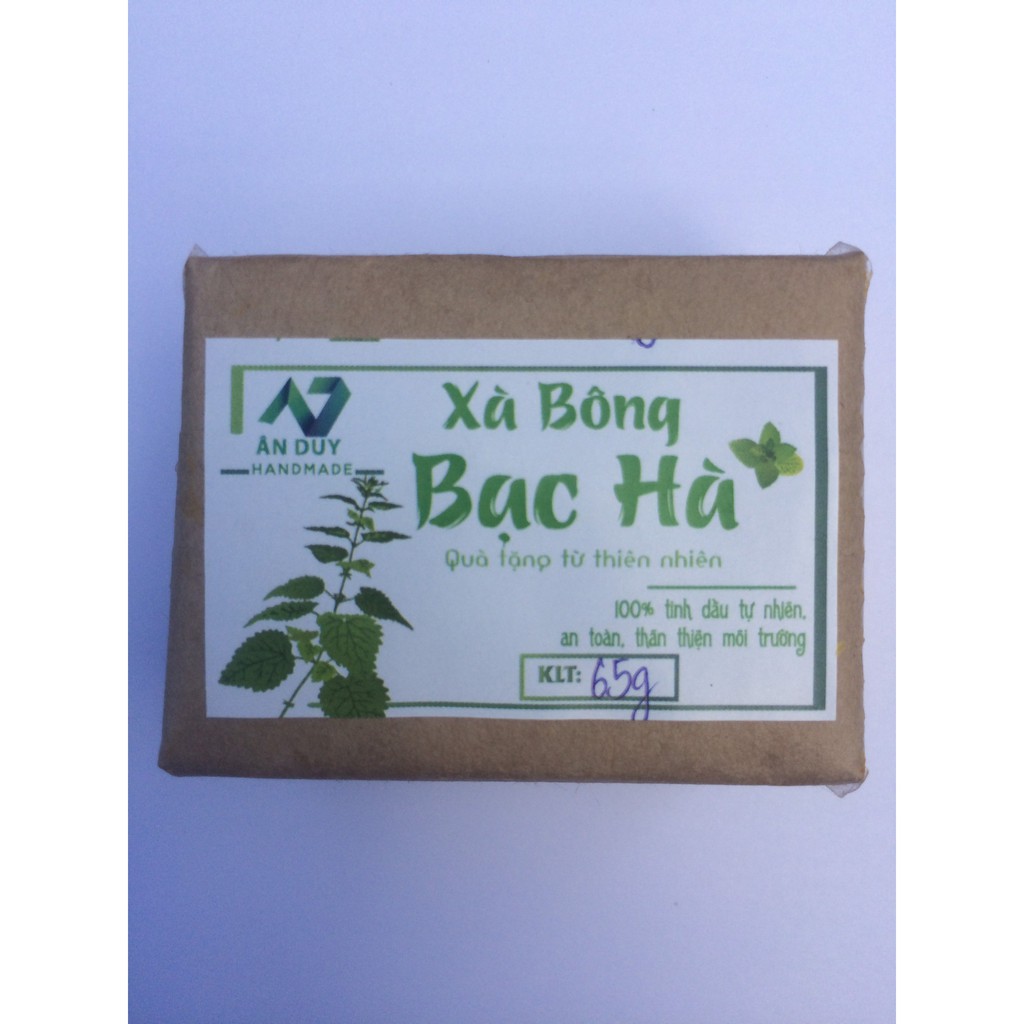 ÂN DUY
HANDMADE
Xà Bông
Bạc Hà
Quà tặng từ thiên nhiên
100% tinh dầu tự nhiên,
an toàn, thân thiện môi trường
KLT: 65g